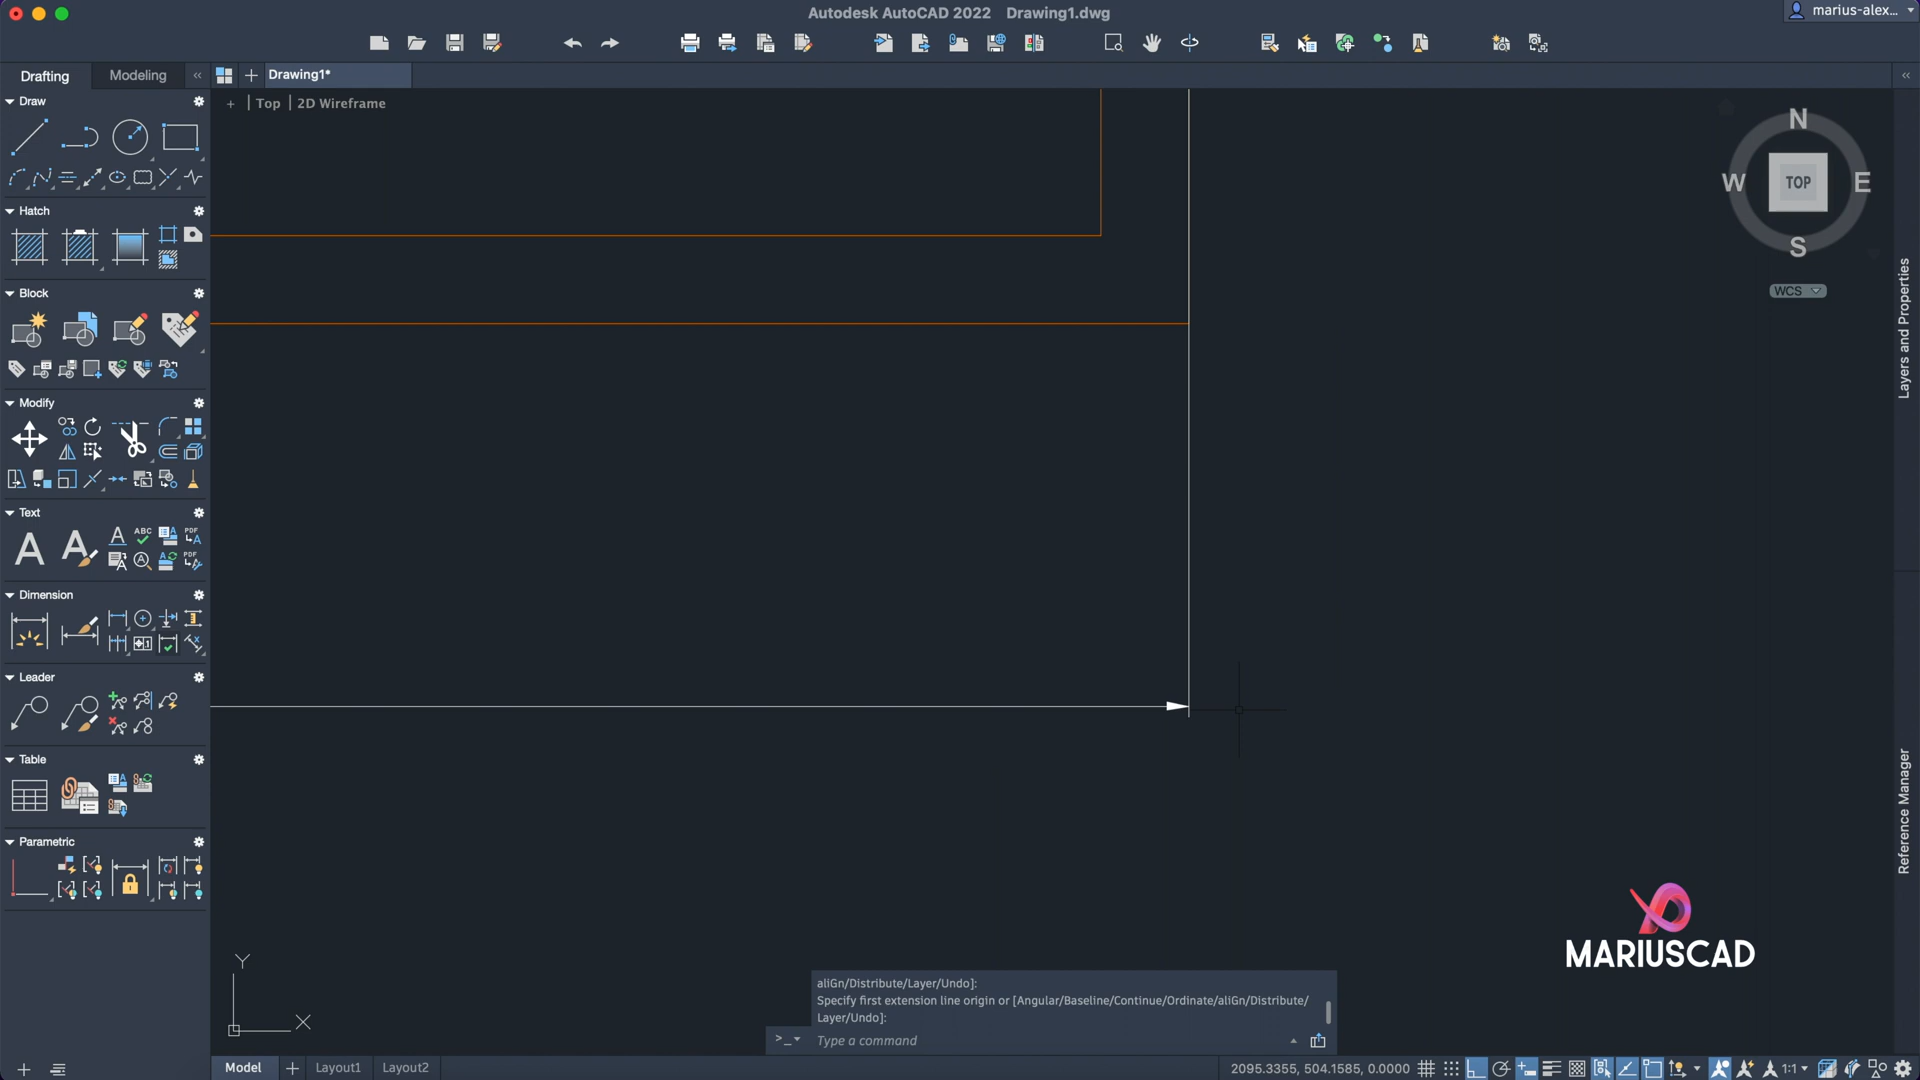 Autodesk AutoCAD 2022 Drawing1.dwg
marius-alex...
Drafting
Modeling
Drawing1*
Draw
+ | Top | 2D Wireframe
N
W
TOP
E
S
WCS
Hatch
Block
Modify
Text
Dimension
Leader
Table
Parametric
Layers and Properties
Reference Manager
MARIUSCAD
Y
X
aliGn/Distribute/Layer/Undo]:
Specify first extension line origin or [Angular/Baseline/Continue/Ordinate/aliGn/Distribute/
Layer/Undo]:
Type a command
Model
Layout1
Layout2
2095.3355, 504.1585, 0.0000
1:1